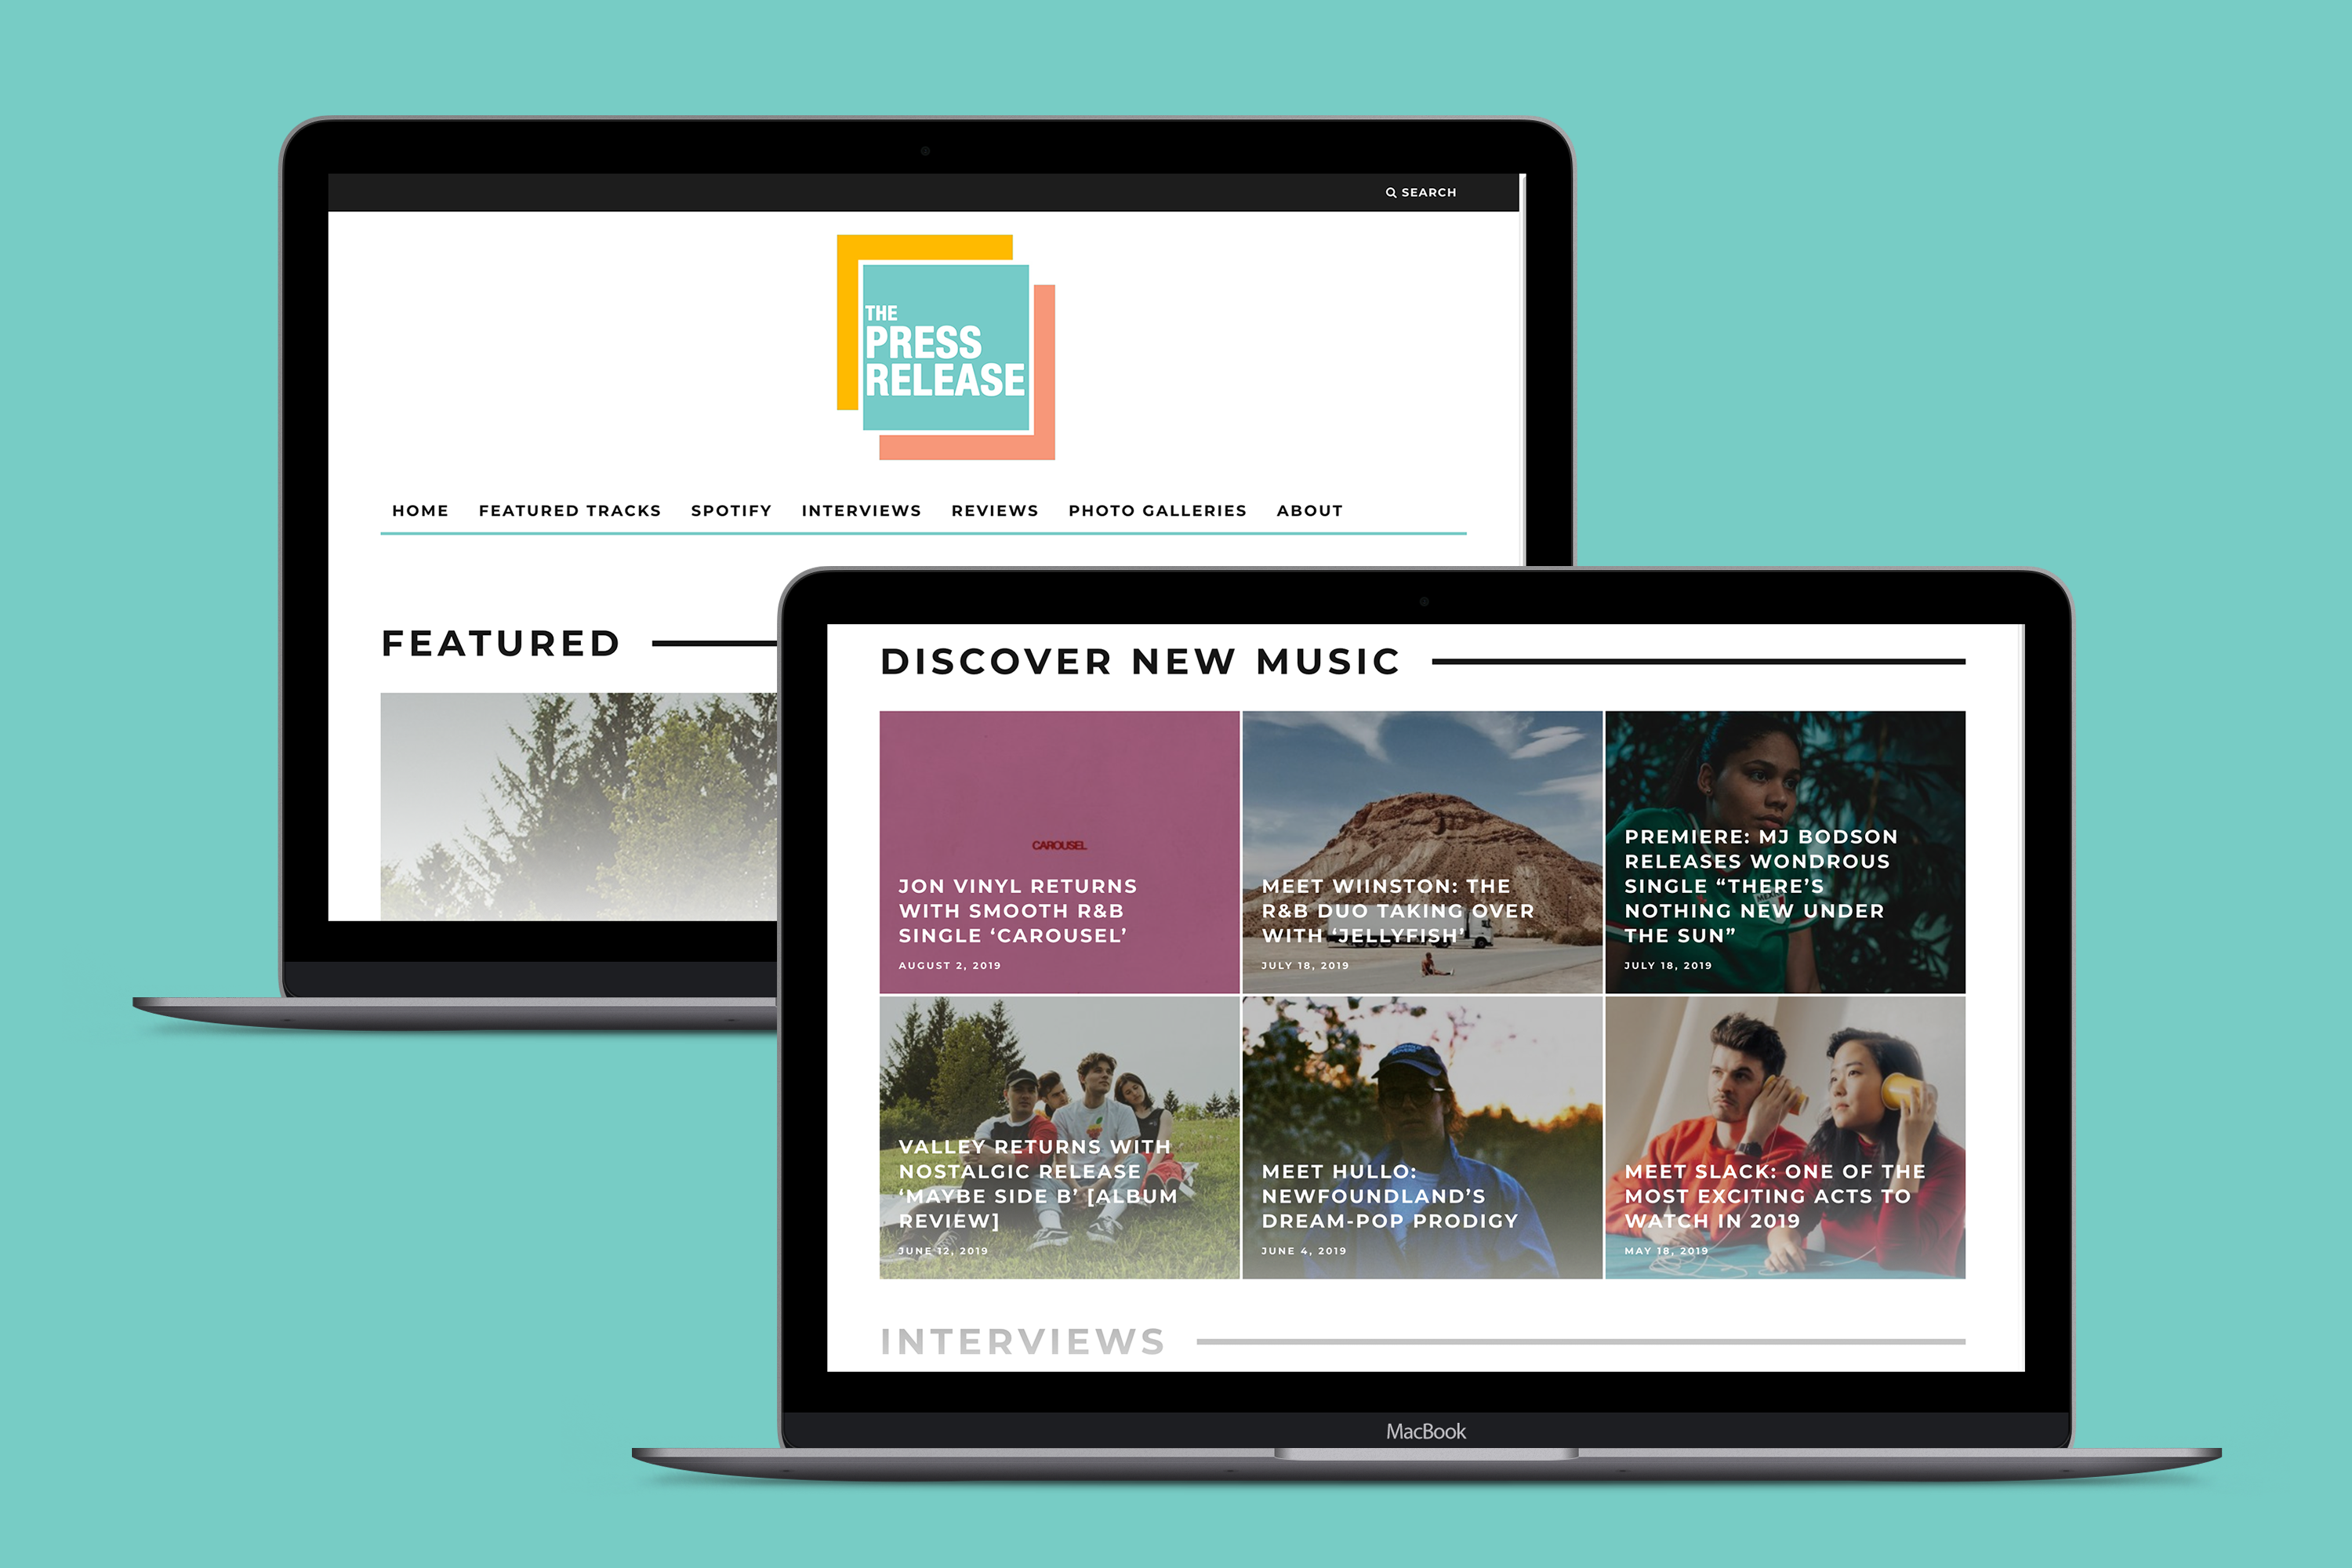 SEARCH
THE
PRESS
RELEASE
HOME FEATURED TRACKS SPOTIFY INTERVIEWS REVIEWS PHOTO GALLERIES ABOUT
FEATURED
DISCOVER NEW MUSIC
CAROUSEL
JON VINYL RETURNS
WITH SMOOTH R&B
SINGLE ‘CAROUSEL’
AUGUST 2, 2019
MEET WIINSTON: THE
R&B DUO TAKING OVER
WITH ‘JELLYFISH’
JULY 18, 2019
PREMIERE: MJ BODSON
RELEASES WONDROUS
SINGLE “THERE’S
NOTHING NEW UNDER
THE SUN”
JULY 18, 2019
VALLEY RETURNS WITH
NOSTALGIC RELEASE
‘MAYBE SIDE B’ [ALBUM
REVIEW]
JUNE 12, 2019
MEET HULLO:
NEWFOUNDLAND’S
DREAM-POP PRODIGY
JUNE 4, 2019
MEET SLACK: ONE OF THE
MOST EXCITING ACTS TO
WATCH IN 2019
MAY 18, 2019
INTERVIEWS
MacBook